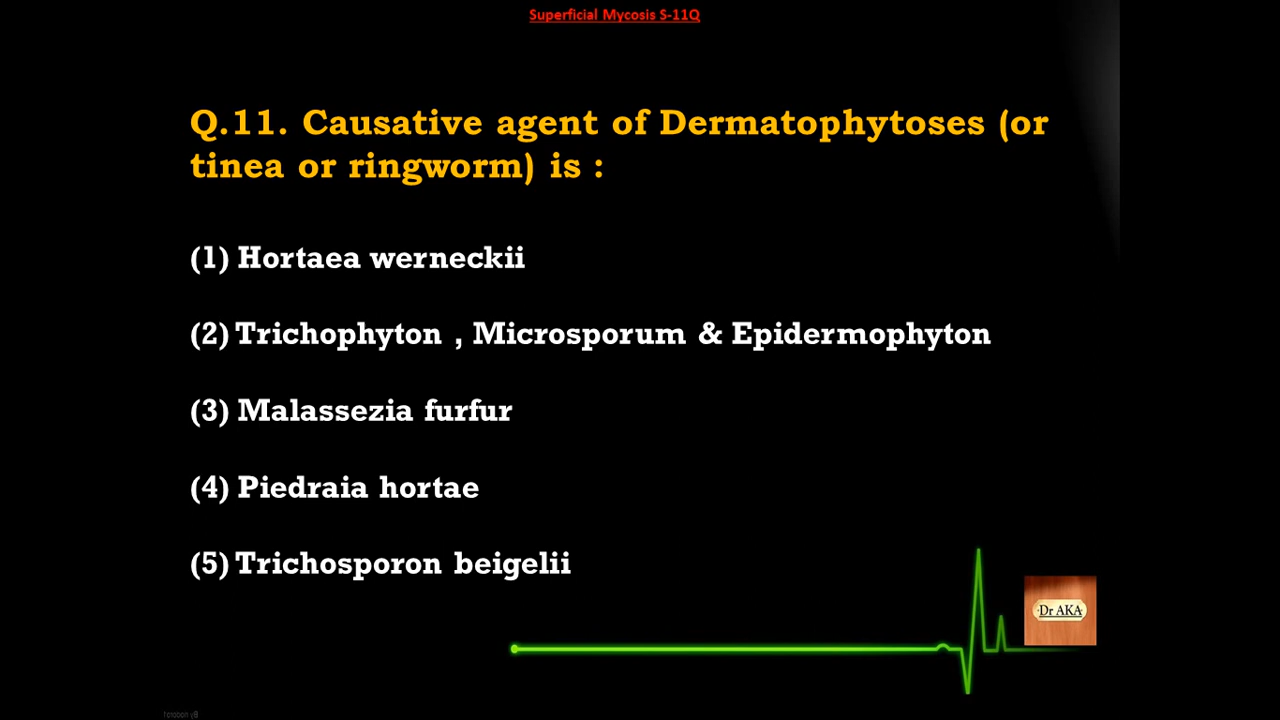 Superficial Mycosis S-11Q
Q.11. Causative agent of Dermatophytoses (or
tinea or ringworm) is :
(1) Hortaea werneckii
(2) Trichophyton , Microsporum & Epidermophyton
(3) Malassezia furfur
(4) Piedraia hortae
(5) Trichosporon beigelii
Dr AKA